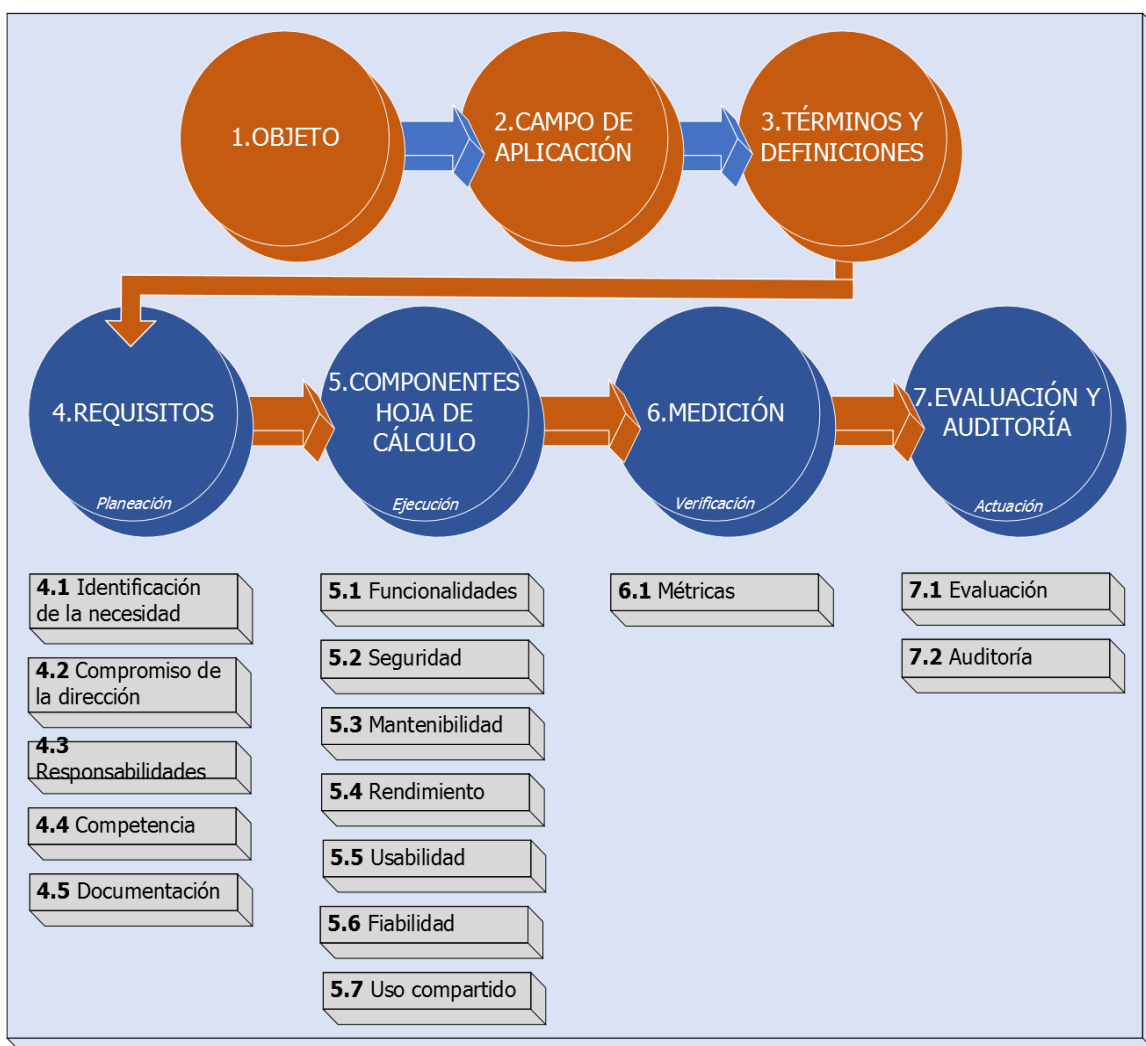 1.OBJETO
2.CAMPO DE
APLICACIÓN
3.TÉRMINOS Y
DEFINICIONES
4.REQUISITOS
Planeación
5.COMPONENTES
HOJA DE
CÁLCULO
Ejecución
6.MEDICIÓN
Verificación
7.EVALUACIÓN Y
AUDITORÍA
Actuación
4.1 Identificación
de la necesidad
4.2 Compromiso de
la dirección
4.3
Responsabilidades
4.4 Competencia
4.5 Documentación
5.1 Funcionalidades
5.2 Seguridad
5.3 Mantenibilidad
5.4 Rendimiento
5.5 Usabilidad
5.6 Fiabilidad
5.7 Uso compartido
6.1 Métricas
7.1 Evaluación
7.2 Auditoría